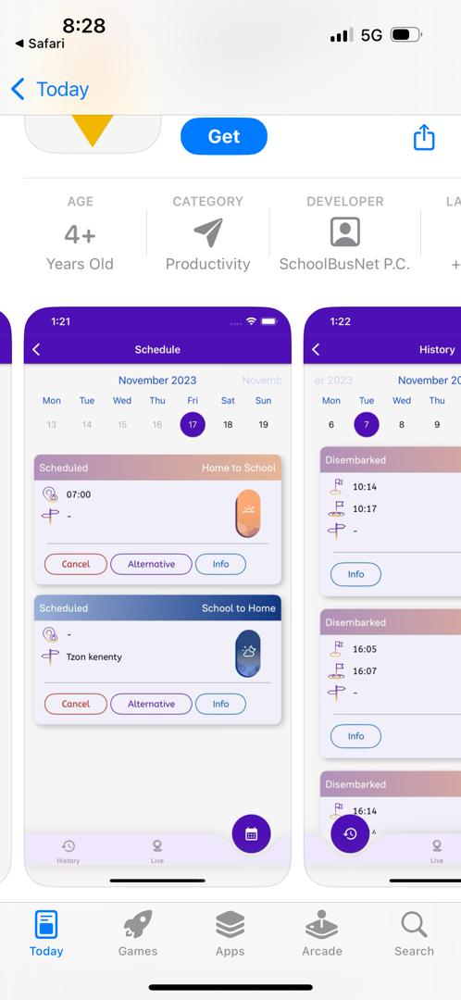 8:28
5G
◀ Safari
Today
Get
AGE
4+
Years Old
CATEGORY
Productivity
DEVELOPER
SchoolBusNet P.C.
LA
+
1:21
Schedule
November 2023
Novemb
Mon Tue Wed Thu Fri Sat Sun
13 14 15 16 17 18 19
Scheduled Home to School
07:00
-
Cancel Alternative Info
Scheduled School to Home
-
Tzon kenenty
Cancel Alternative Info
History Live
1:22
History
er 2023 November 20
Mon Tue Wed Thu
6 7 8 9
Disembarked
10:14
10:17
-
Info
Disembarked
16:05
16:07
-
Info
Disembarked
16:14
Live
Today Games Apps Arcade Search